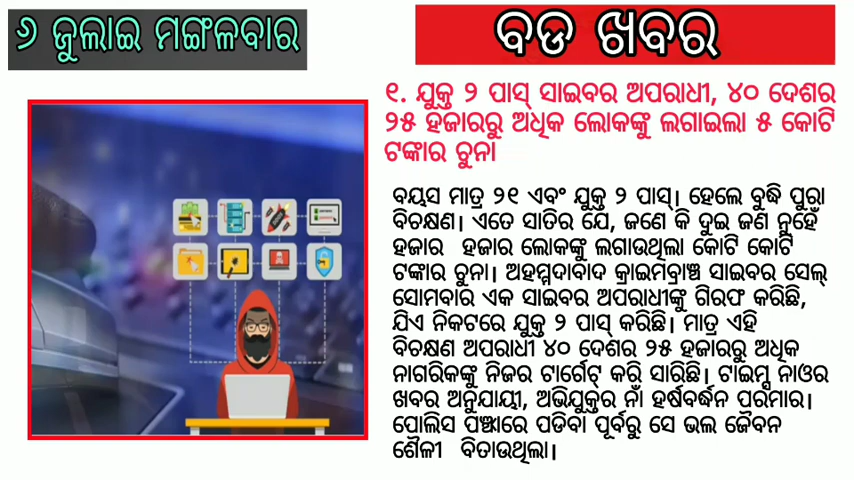 ୬ ଜୁଲାଇ ମଙ୍ଗଳବାର
ବଡ ଖବର
୧. ଯୁକ୍ତ ୨ ପାସ୍ ସାଇବର ଅପରାଧୀ, ୪୦ ଦେଶର
୨୫ ହଜାରରୁ ଅଧିକ ଲୋକଙ୍କୁ ଲଗାଇଲା ୫ କୋଟି
ଟଙ୍କାର ଚୁନା
ବୟସ ମାତ୍ର ୨୧ ଏବଂ ଯୁକ୍ତ ୨ ପାସ୍। ହେଲେ ବୁଦ୍ଧି ପୁରା
ବିଚକ୍ଷଣ। ଏତେ ସାତିର ଯେ, ଜଣେ କି ଦୁଇ ଜଣ ନୁହେଁ
ହଜାର ହଜାର ଲୋକଙ୍କୁ ଲଗାଉଥିଲା କୋଟି କୋଟି
ଟଙ୍କାର ଚୁନା। ଅହମ୍ମଦାବାଦ କ୍ରାଇମବ୍ରାଞ୍ଚ ସାଇବର ସେଲ୍
ସୋମବାର ଏକ ସାଇବର ଅପରାଧୀଙ୍କୁ ଗିରଫ କରିଛି,
ଯିଏ ନିକଟରେ ଯୁକ୍ତ ୨ ପାସ୍ କରିଛି। ମାତ୍ର ଏହି
ବିଚକ୍ଷଣ ଅପରାଧୀ ୪୦ ଦେଶର ୨୫ ହଜାରରୁ ଅଧିକ
ନାଗରିକଙ୍କୁ ନିଜର ଟାର୍ଗେଟ୍ କରି ସାରିଛି। ଟାଇମ୍ସ ନାଓର
ଖବର ଅନୁଯାୟୀ, ଅଭିଯୁକ୍ତର ନାଁ ହର୍ଷବର୍ଦ୍ଧନ ପରମାର।
ପୋଲିସ ପଞ୍ଝାରେ ପଡିବା ପୂର୍ବରୁ ସେ ଭଲ ଜୈବନ
ଶୈଳୀ ବିତାଉଥିଲା।